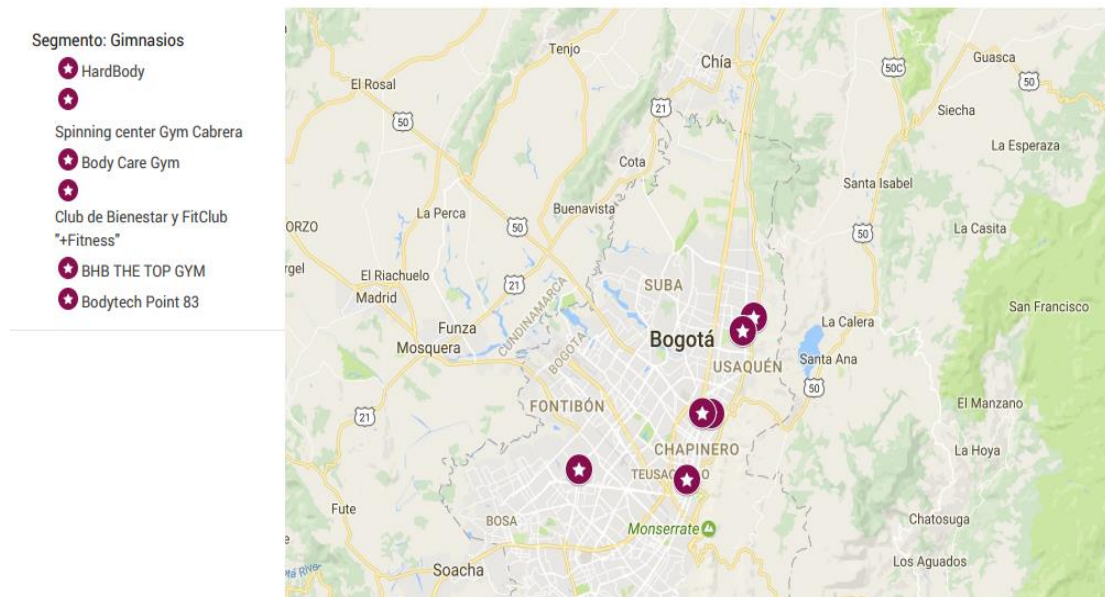 Segmento: Gimnasios
HardBody
Spinning center Gym Cabrera
Body Care Gym
Club de Bienestar y FitClub
"+Fitness"
BHB THE TOP GYM
Bodytech Point 83
Tenjo
Chía
50C
Guasca
El Rosal
50
21
50
Siecha
La Esperaza
Cota
Santa Isabel
La Perca
Buenavista
50
50
La Casita
ORZO
rgel
El Riachuelo
21
SUBA
Madrid
CUNDINAMARCA
BOGOTA
San Francisco
Funza
Bogotá
La Calera
Mosquera
Santa Ana
USAQUÉN
50
FONTIBÓN
El Manzano
21
CHAPINERO
La Hoya
TEUSAQ O
Fute
BOSA
Monserrate
Chatosuga
Soacha
Los Aguados
River